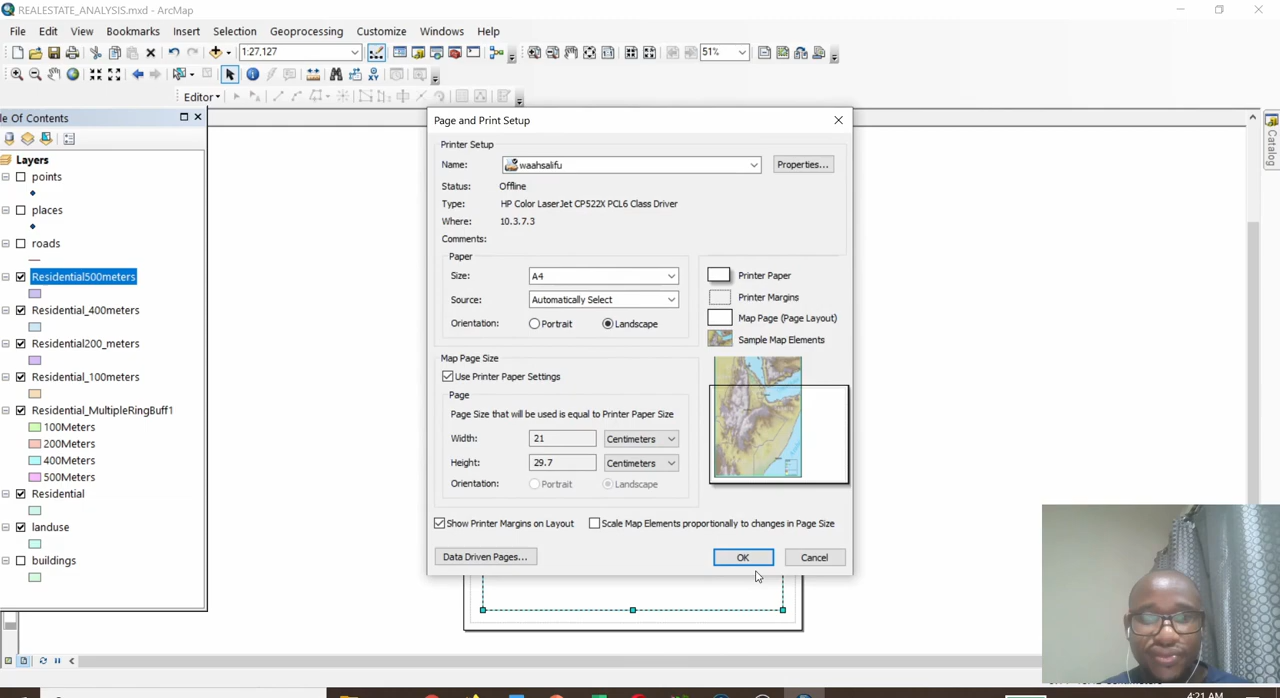 REALESTATE_ANALYSIS.mxd - ArcMap
File Edit View Bookmarks Insert Selection Geoprocessing Customize Windows Help
1:27,127
51%
Editor
le Of Contents
Layers
points
places
roads
Residential500meters
Residential_400meters
Residential200_meters
Residential_100meters
Residential_MultipleRingBuff1
100Meters
200Meters
400Meters
500Meters
Residential
landuse
buildings
Catalog
Page and Print Setup
Printer Setup
Name: waahsalifu Properties...
Status: Offline
Type: HP Color LaserJet CP522X PCL6 Class Driver
Where: 10.3.7.3
Comments:
Paper
Size: A4
Source: Automatically Select
Orientation: Portrait Landscape
Printer Paper
Printer Margins
Map Page (Page Layout)
Sample Map Elements
Map Page Size
Use Printer Paper Settings
Page
Page Size that will be used is equal to Printer Paper Size
Width: 21 Centimeters
Height: 29.7 Centimeters
Orientation: Portrait Landscape
Show Printer Margins on Layout Scale Map Elements proportionally to changes in Page Size
Data Driven Pages... OK Cancel
4:21 AM